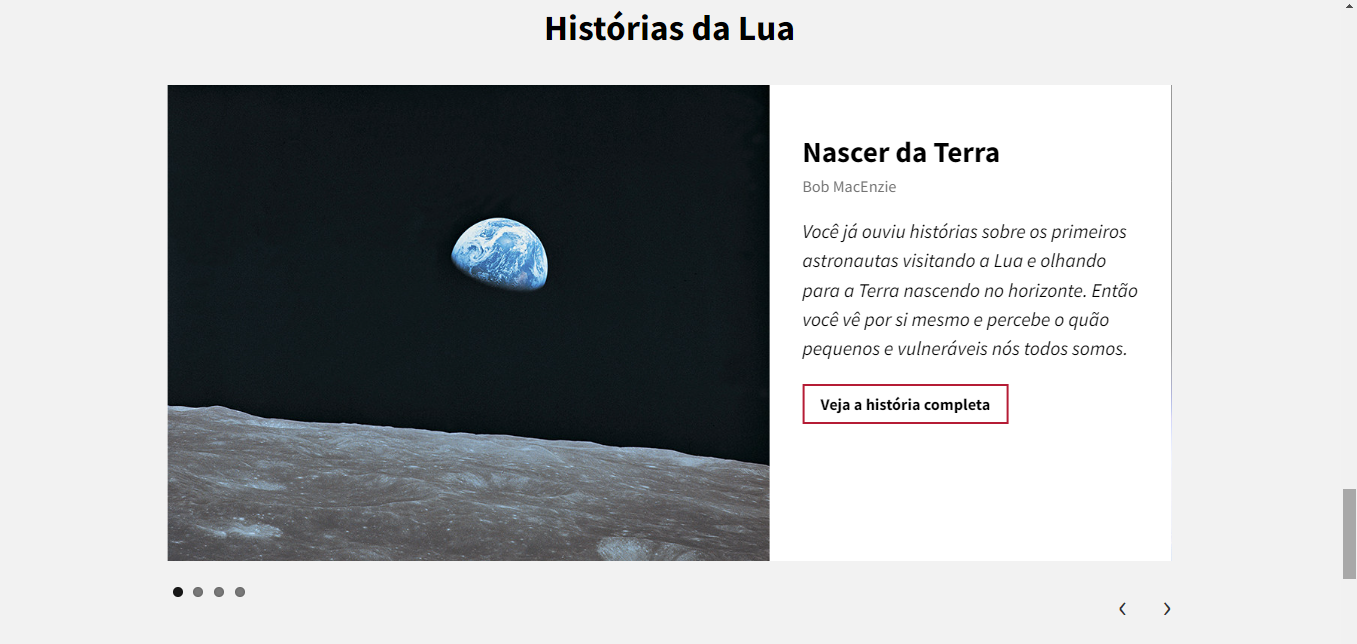 Histórias da Lua
Nascer da Terra
Bob MacEnzie
Você já ouviu histórias sobre os primeiros
astronautas visitando a Lua e olhando
para a Terra nascendo no horizonte. Então
você vê por si mesmo e percebe o quão
pequenos e vulneráveis nós todos somos.
Veja a história completa